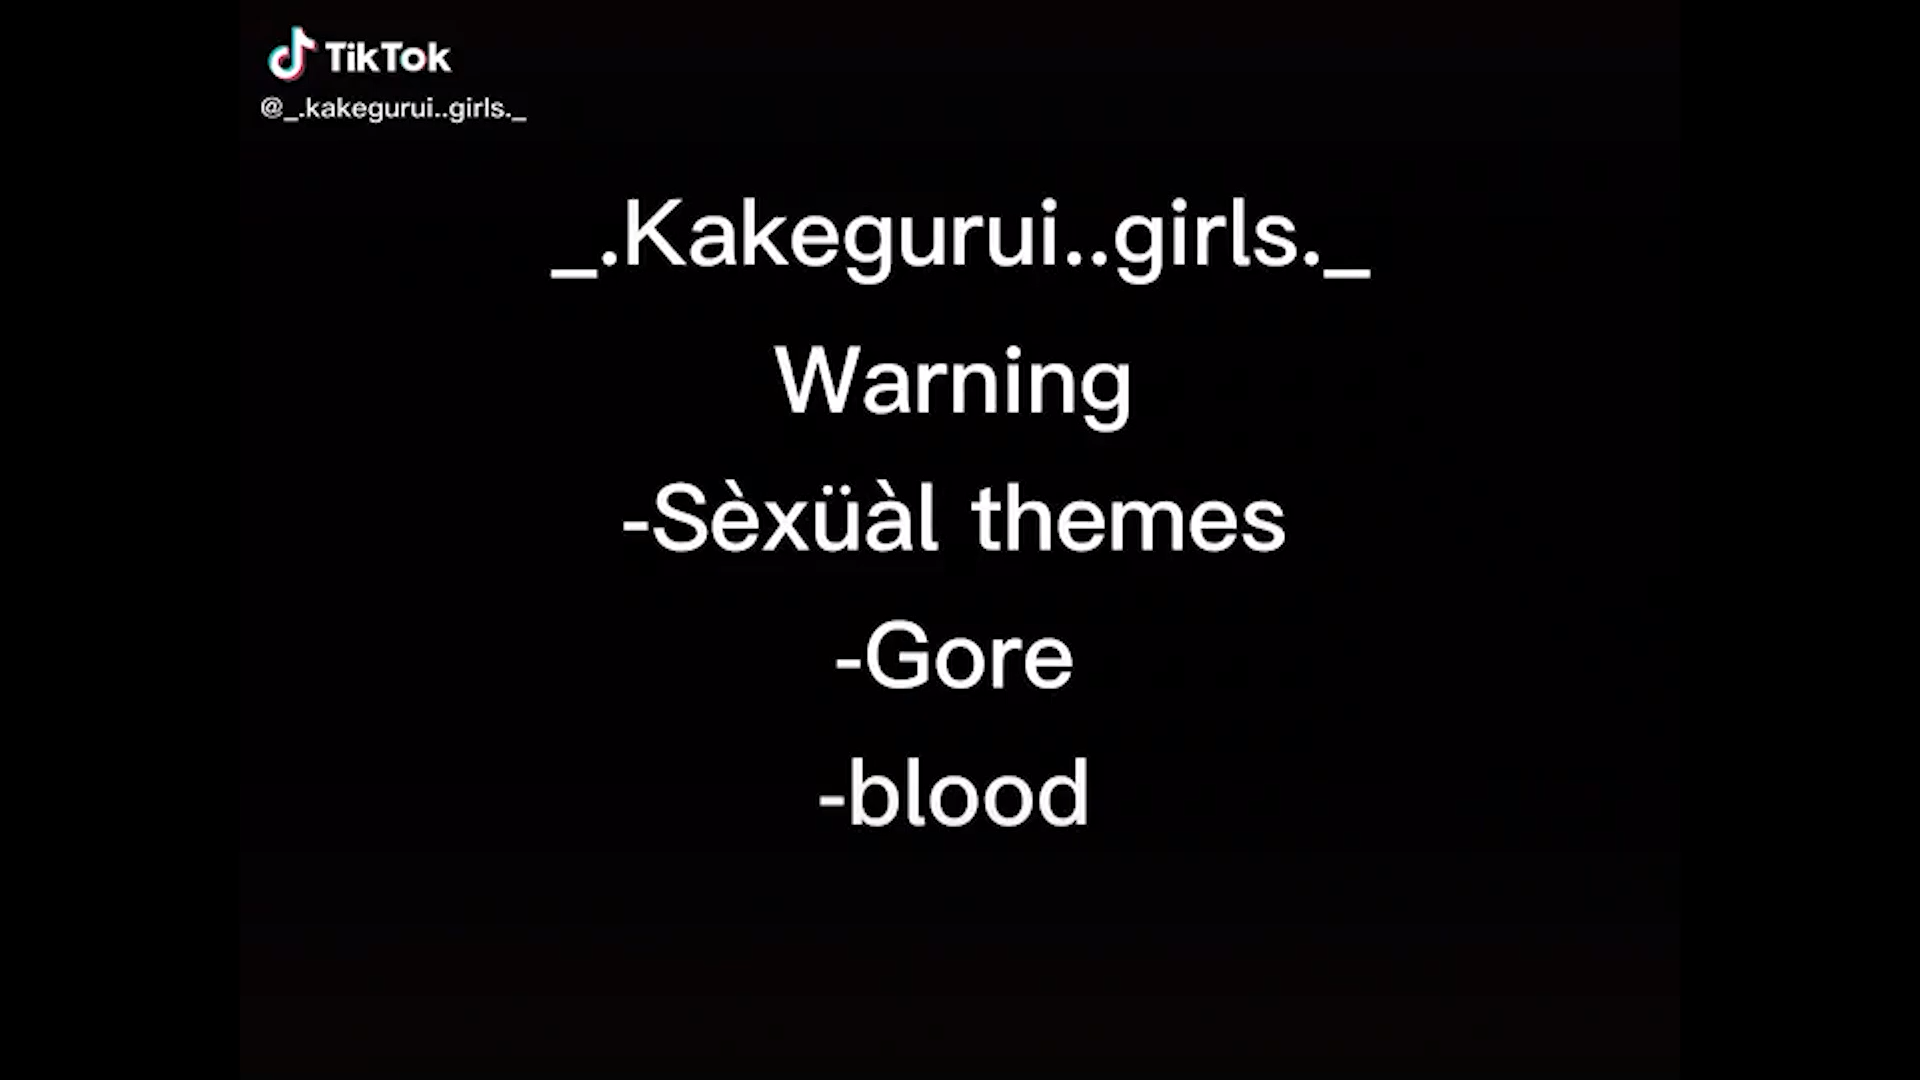 TikTok
@_.kakegurui..girls._
_.Kakegurui..girls._
Warning
-Sèxüàl themes
-Gore
-blood